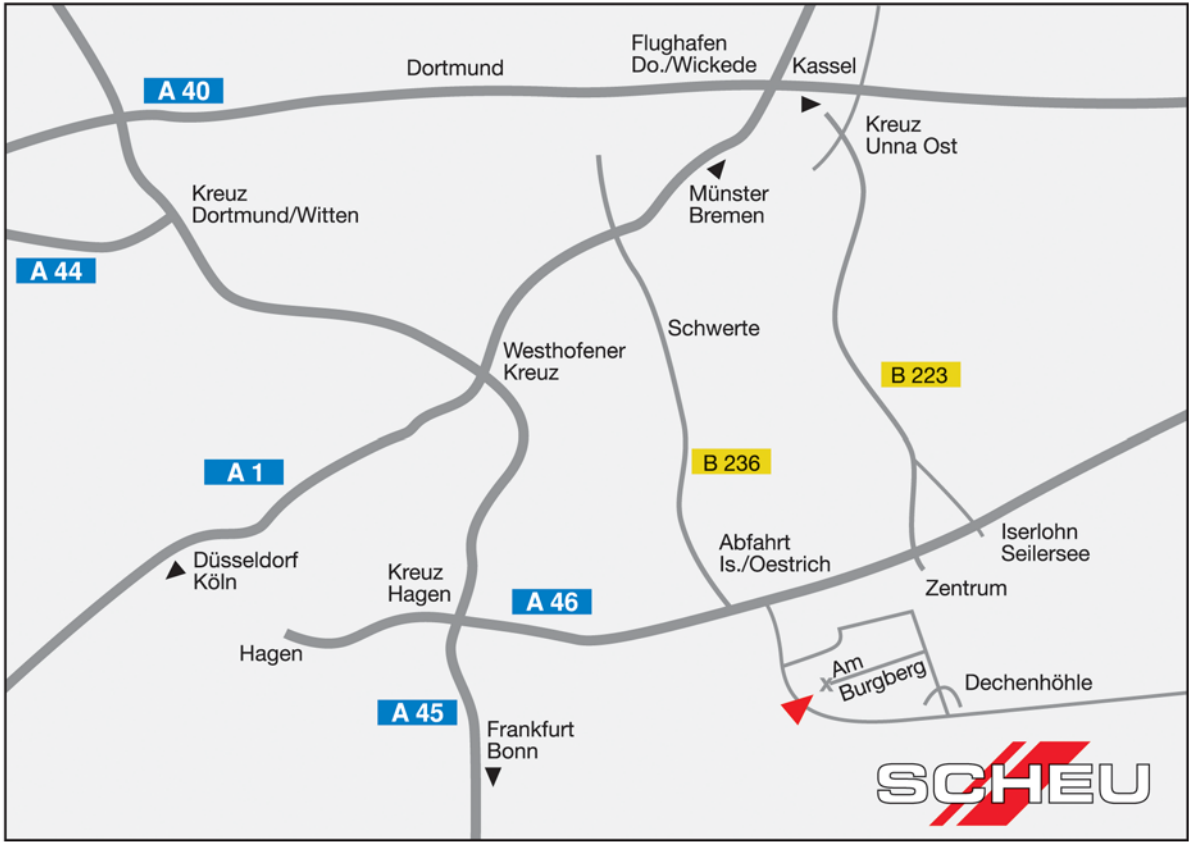 Flughafen
Do./Wickede
Kassel
Dortmund
A 40
Kreuz
Unna Ost
Kreuz
Dortmund/Witten
Münster
Bremen
A 44
Schwerte
Westhofener
Kreuz
B 223
A 1
B 236
Düsseldorf
Köln
Abfahrt
Is./Oestrich
Iserlohn
Seilersee
Kreuz
Hagen
A 46
Zentrum
Hagen
Am
Burgberg
Dechenhöhle
A 45
Frankfurt
Bonn
SCHEU